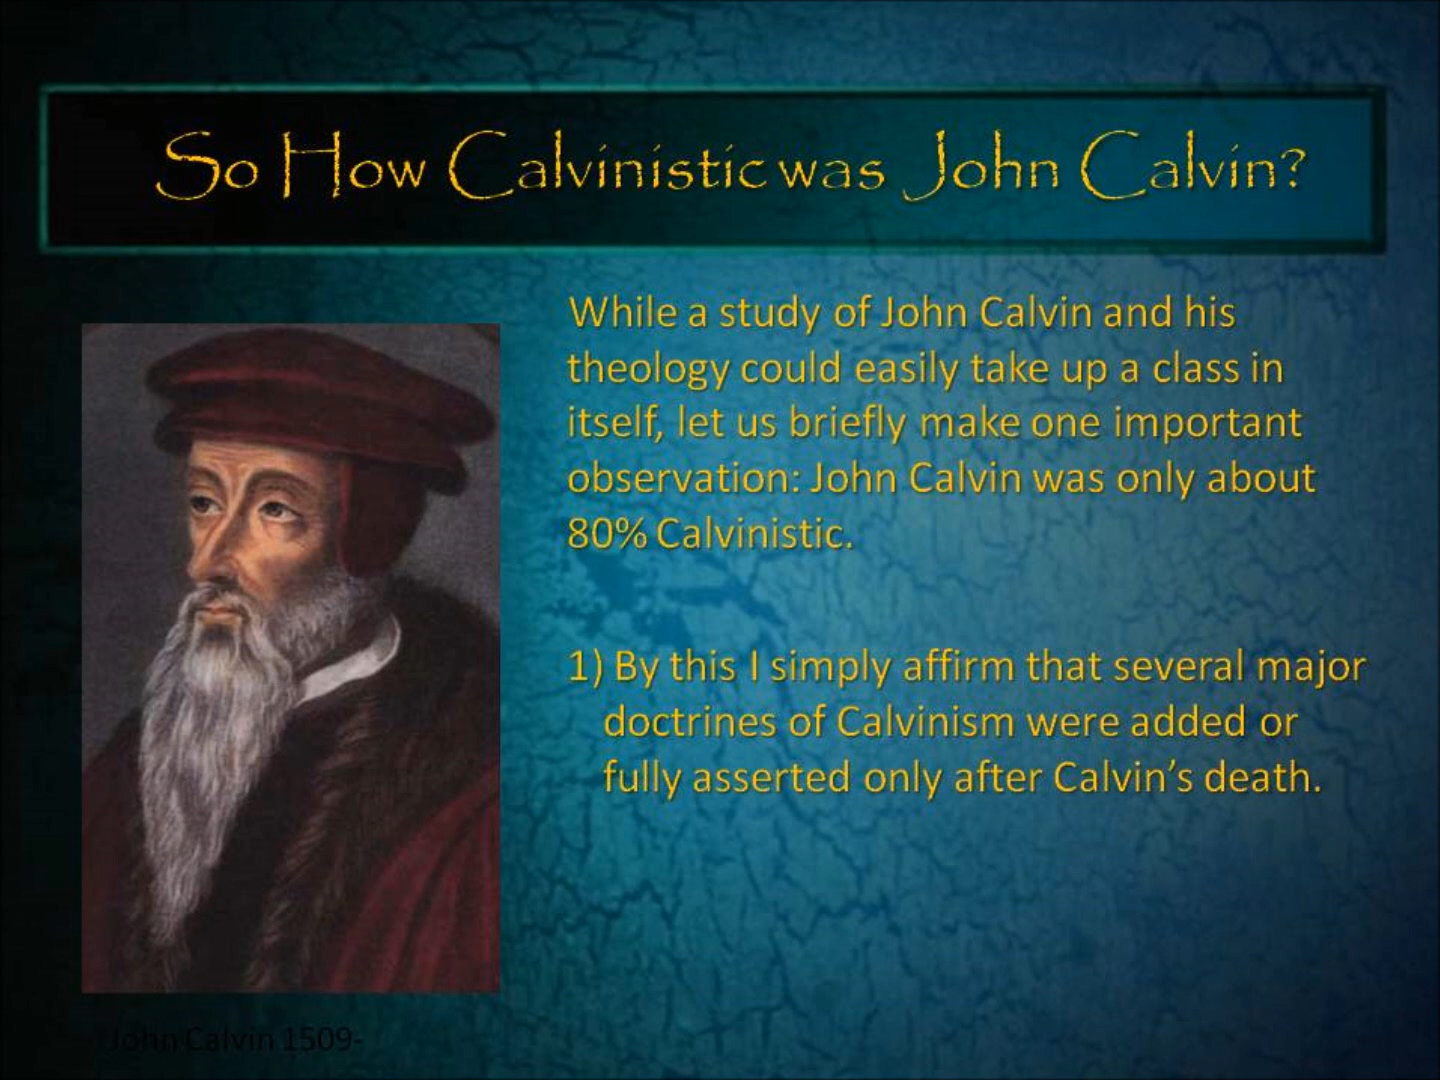 So How Calvinistic was John Calvin?
While a study of John Calvin and his
theology could easily take up a class in
itself, let us briefly make one important
observation: John Calvin was only about
80% Calvinistic.
1) By this I simply affirm that several major
doctrines of Calvinism were added or
fully asserted only after Calvin’s death.
John Calvin 1509-